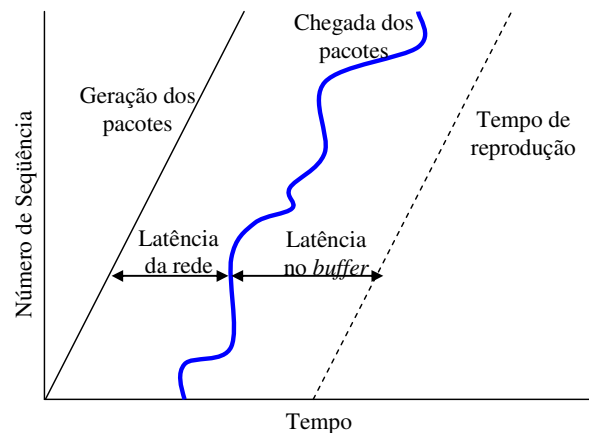 Chegada dos
pacotes
Geração dos
pacotes
Tempo de
reprodução
Número de Seqüência
Latência
da rede
Latência
no buffer
Tempo